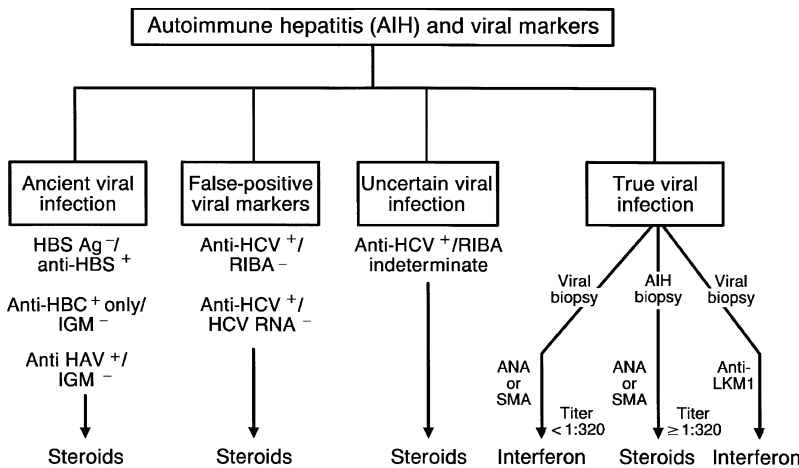 Autoimmune hepatitis (AIH) and viral markers
Ancient viral
infection
HBS Ag⁻/
anti-HBS⁺
Anti-HBC⁺ only/
IGM⁻
Anti HAV⁺/
IGM⁻
Steroids
False-positive
viral markers
Anti-HCV⁺/
RIBA⁻
Anti-HCV⁺/
HCV RNA⁻
Steroids
Uncertain viral
infection
Anti-HCV⁺/RIBA
indeterminate
Steroids
True viral
infection
Viral
biopsy
ANA
or
SMA
Titer
<1:320
Interferon
AIH
biopsy
ANA
or
SMA
Titer
≥1:320
Steroids
Viral
biopsy
Anti-
LKM1
Interferon